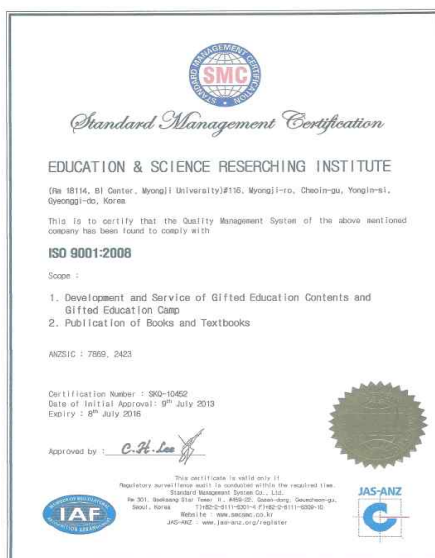 STANDARD MANAGEMENT CERTIFICATION
SMC
STANDARD
Standard Management Certification
EDUCATION & SCIENCE RESERCHING INSTITUTE
(Rm 18114, BI Center, Myongji University)#116, Myongji-ro, Cheoin-gu, Yongin-si,
Gyeonggi-do, Korea
This is to certify that the Quality Management System of the above mentioned
company has been found to comply with
ISO 9001:2008
Scope :
1. Development and Service of Gifted Education Contents and
Gifted Education Camp
2. Publication of Books and Textbooks
ANZSIC : 7869, 2423
Certification Number : SKQ-10452
Date of Initial Approval: 9th July 2013
Expiry : 8th July 2016
Approved by : C.H. Lee
This certificate is valid only if
Regulatory surveillance audit is conducted within the required time.
Standard Management System Co., Ltd.
Star Tower
Seoul, Korea
Website : www.smcsmc.co.kr
JAS-ANZ : www.jas-anz.org/register
IAF
JAS-ANZ
C